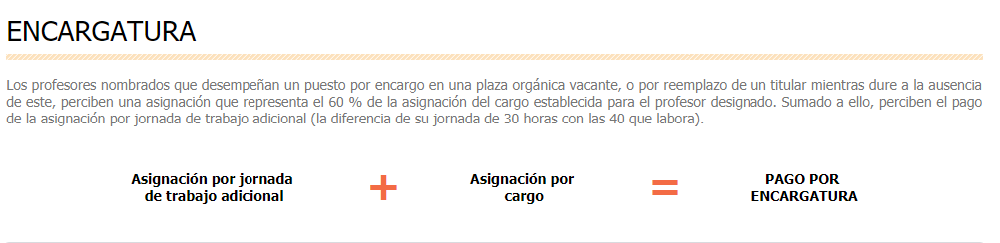 ENCARGATURA
Los profesores nombrados que desempeñan un puesto por encargo en una plaza orgánica vacante, o por reemplazo de un titular mientras dure a la ausencia
de este, perciben una asignación que representa el 60 % de la asignación del cargo establecida para el profesor designado. Sumado a ello, perciben el pago
de la asignación por jornada de trabajo adicional (la diferencia de su jornada de 30 horas con las 40 que labora).
Asignación por jornada
de trabajo adicional
+
Asignación por
cargo
=
PAGO POR
ENCARGATURA